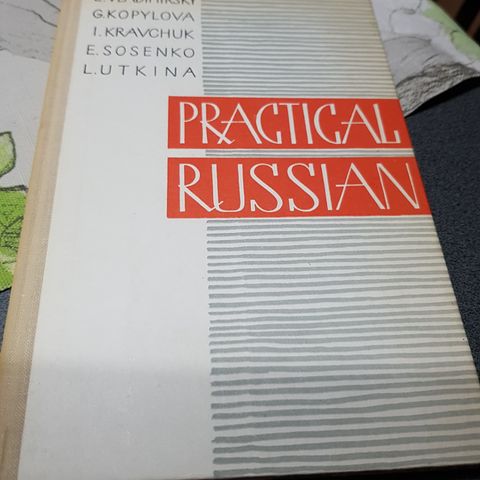 G. KOPYLOVA
I. KRAVCHUK
E. SOSENKO
L. UTKINA
PRACTICAL
RUSSIAN